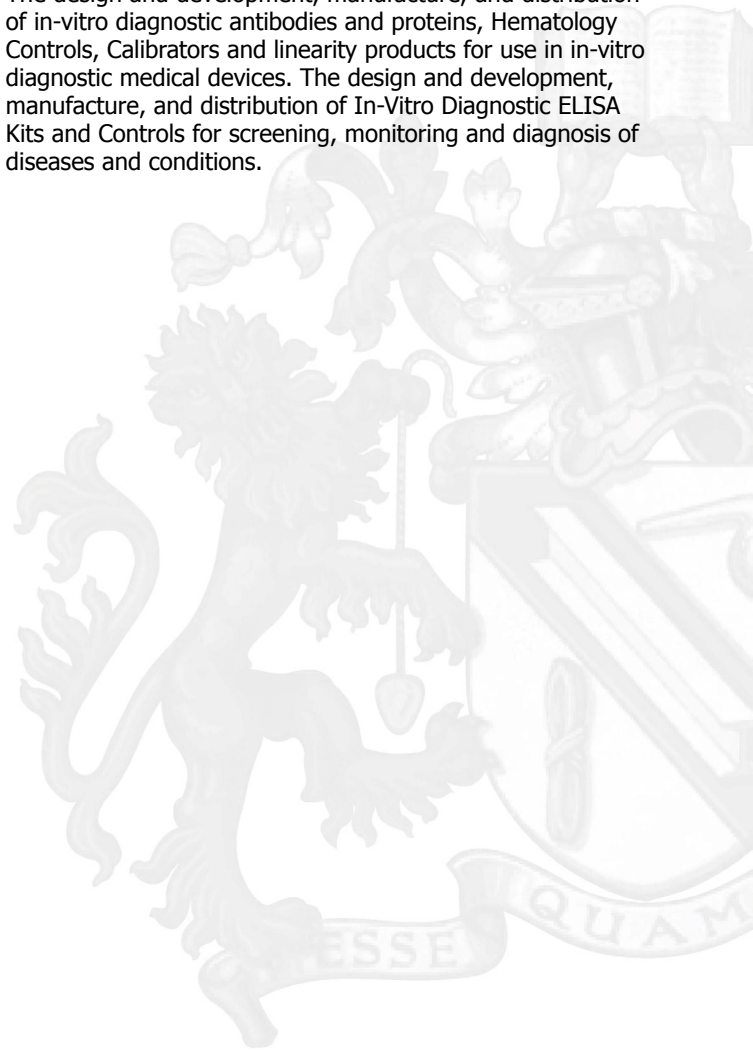 The design and development, manufacture, and distribution
of in-vitro diagnostic antibodies and proteins, Hematology
Controls, Calibrators and linearity products for use in in-vitro
diagnostic medical devices. The design and development,
manufacture, and distribution of In-Vitro Diagnostic ELISA
Kits and Controls for screening, monitoring and diagnosis of
diseases and conditions.
ESSE QUAM